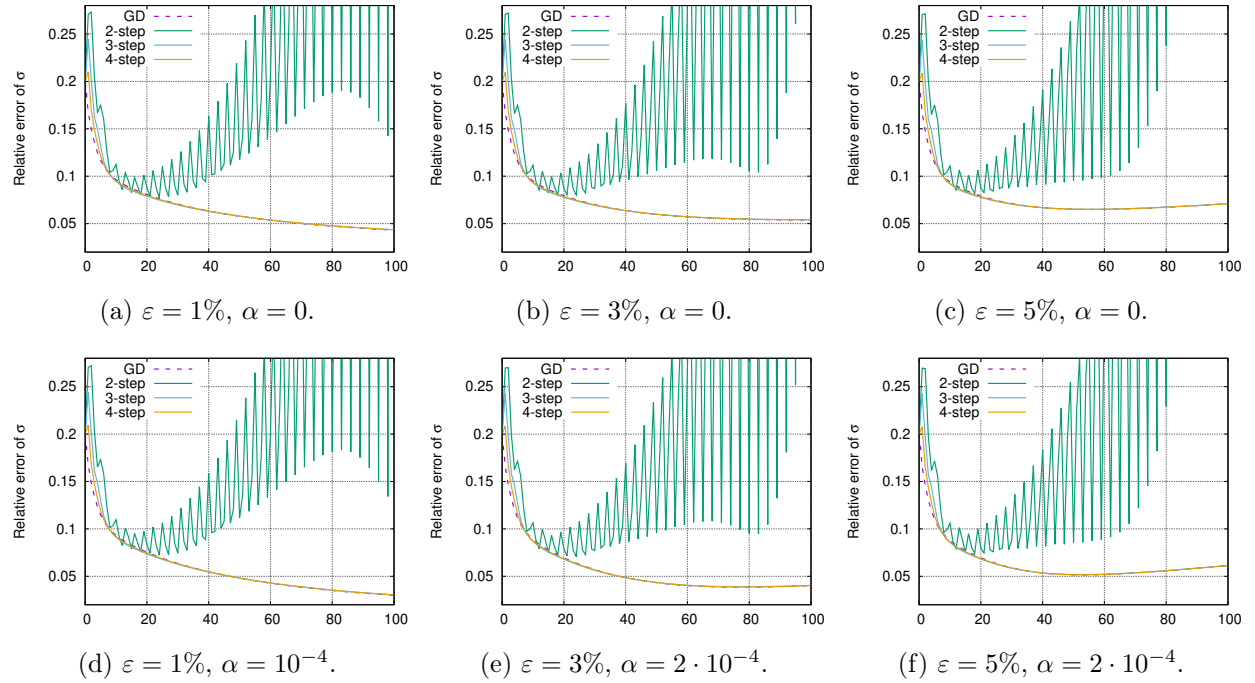 GD
2-step
3-step
4-step
Relative error of σ
0.25
0.2
0.15
0.1
0.05
0 20 40 60 80 100
(a) ε = 1%, α = 0.
GD
2-step
3-step
4-step
Relative error of σ
0.25
0.2
0.15
0.1
0.05
0 20 40 60 80 100
(b) ε = 3%, α = 0.
GD
2-step
3-step
4-step
Relative error of σ
0.25
0.2
0.15
0.1
0.05
0 20 40 60 80 100
(c) ε = 5%, α = 0.
GD
2-step
3-step
4-step
Relative error of σ
0.25
0.2
0.15
0.1
0.05
0 20 40 60 80 100
(d) ε = 1%, α = 10⁻⁴.
GD
2-step
3-step
4-step
Relative error of σ
0.25
0.2
0.15
0.1
0.05
0 20 40 60 80 100
(e) ε = 3%, α = 2 · 10⁻⁴.
GD
2-step
3-step
4-step
Relative error of σ
0.25
0.2
0.15
0.1
0.05
0 20 40 60 80 100
(f) ε = 5%, α = 2 · 10⁻⁴.